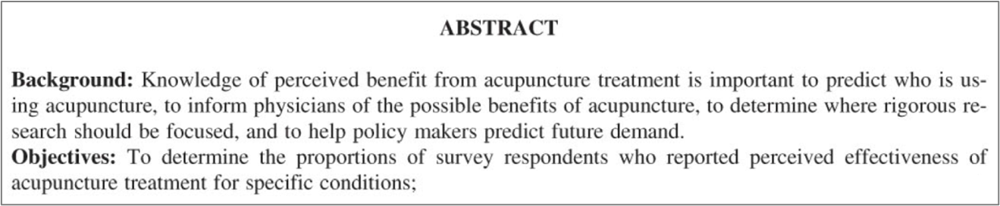 ABSTRACT
Background: Knowledge of perceived benefit from acupuncture treatment is important to predict who is us-
ing acupuncture, to inform physicians of the possible benefits of acupuncture, to determine where rigorous re-
search should be focused, and to help policy makers predict future demand.
Objectives: To determine the proportions of survey respondents who reported perceived effectiveness of
acupuncture treatment for specific conditions;